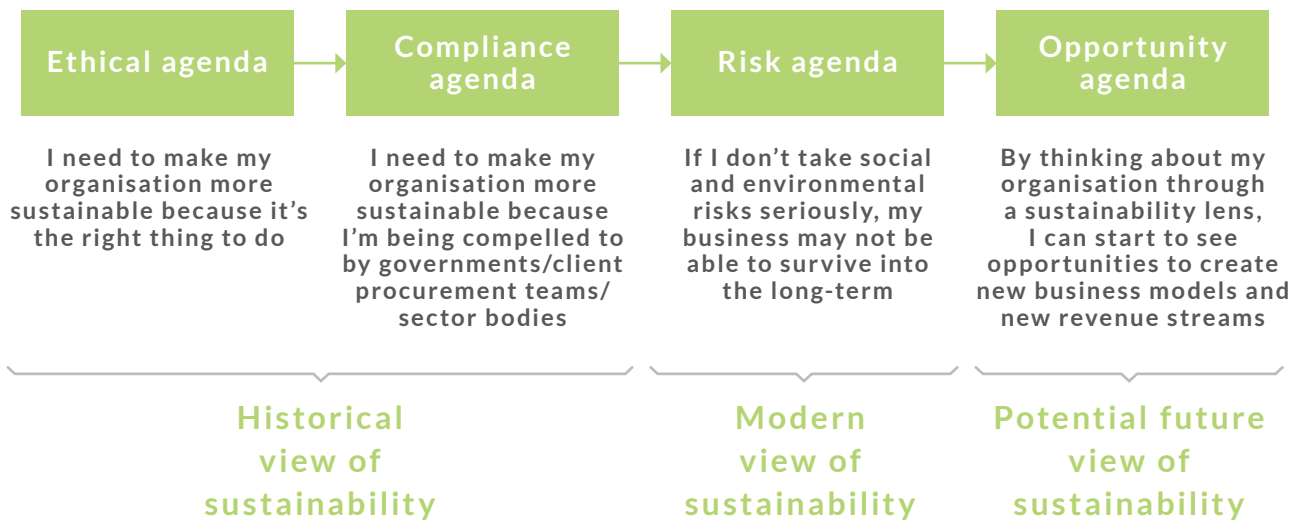 Ethical agenda
Compliance
agenda
Risk agenda
Opportunity
agenda
I need to make my
organisation more
sustainable because it’s
the right thing to do
I need to make my
organisation more
sustainable because
I’m being compelled to
by governments/client
procurement teams/
sector bodies
If I don’t take social
and environmental
risks seriously, my
business may not be
able to survive into
the long-term
By thinking about my
organisation through
a sustainability lens,
I can start to see
opportunities to create
new business models and
new revenue streams
Historical
view of
sustainability
Modern
view of
sustainability
Potential future
view of
sustainability